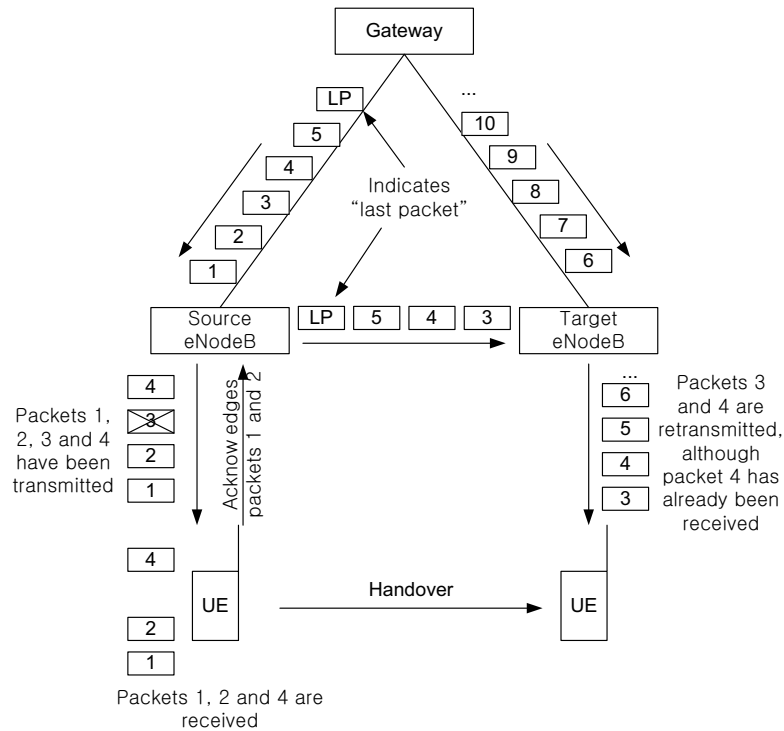 Gateway
LP
...
5
10
4
9
Indicates
“last packet”
3
8
2
7
1
6
Source
eNodeB
LP
5
4
3
Target
eNodeB
4
3
2
1
Packets 1,
2, 3 and 4
have been
transmitted
Acknow edges
packets 1 and 2
...
6
5
4
3
Packets 3
and 4 are
retransmitted,
although
packet 4 has
already been
received
4
UE
Handover
UE
2
1
Packets 1, 2 and 4 are
received